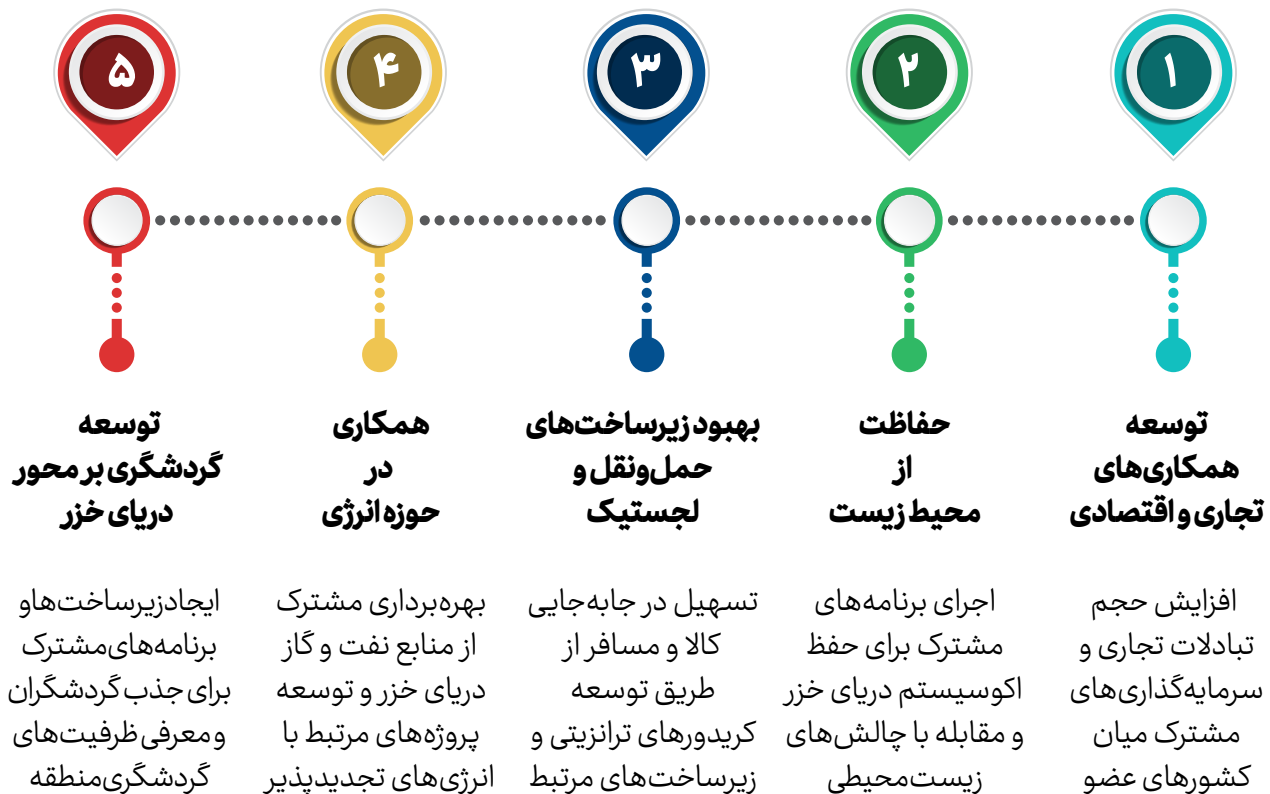 ۱
توسعه
همکاری‌های
تجاری و اقتصادی
افزایش حجم
تبادلات تجاری و
سرمایه‌گذاری‌های
مشترک میان
کشورهای عضو
۲
حفاظت
از
محیط زیست
اجرای برنامه‌های
مشترک برای حفظ
اکوسیستم دریای خزر
و مقابله با چالش‌های
زیست‌محیطی
۳
بهبود زیرساخت‌های
حمل‌ونقل و
لجستیک
تسهیل در جابه‌جایی
کالا و مسافر از
طریق توسعه
کریدورهای ترانزیتی و
زیرساخت‌های مرتبط
۴
همکاری
در
حوزه انرژی
بهره‌برداری مشترک
از منابع نفت و گاز
دریای خزر و توسعه
پروژه‌های مرتبط با
انرژی‌های تجدیدپذیر
۵
توسعه
گردشگری بر محور
دریای خزر
ایجاد زیرساخت‌ها و
برنامه‌های مشترک
برای جذب گردشگران
و معرفی ظرفیت‌های
گردشگری منطقه